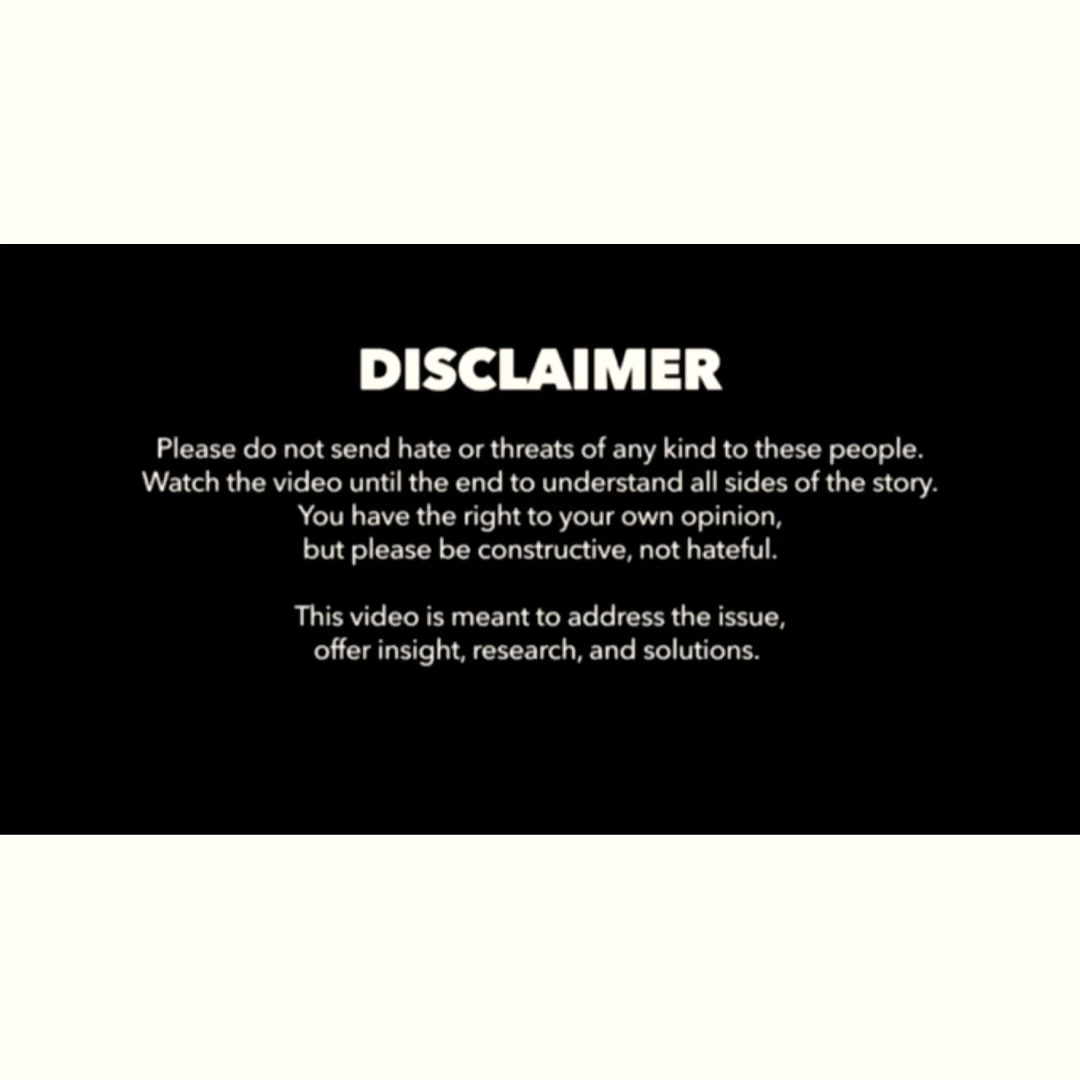 DISCLAIMER
Please do not send hate or threats of any kind to these people.
Watch the video until the end to understand all sides of the story.
You have the right to your own opinion,
but please be constructive, not hateful.
This video is meant to address the issue,
offer insight, research, and solutions.